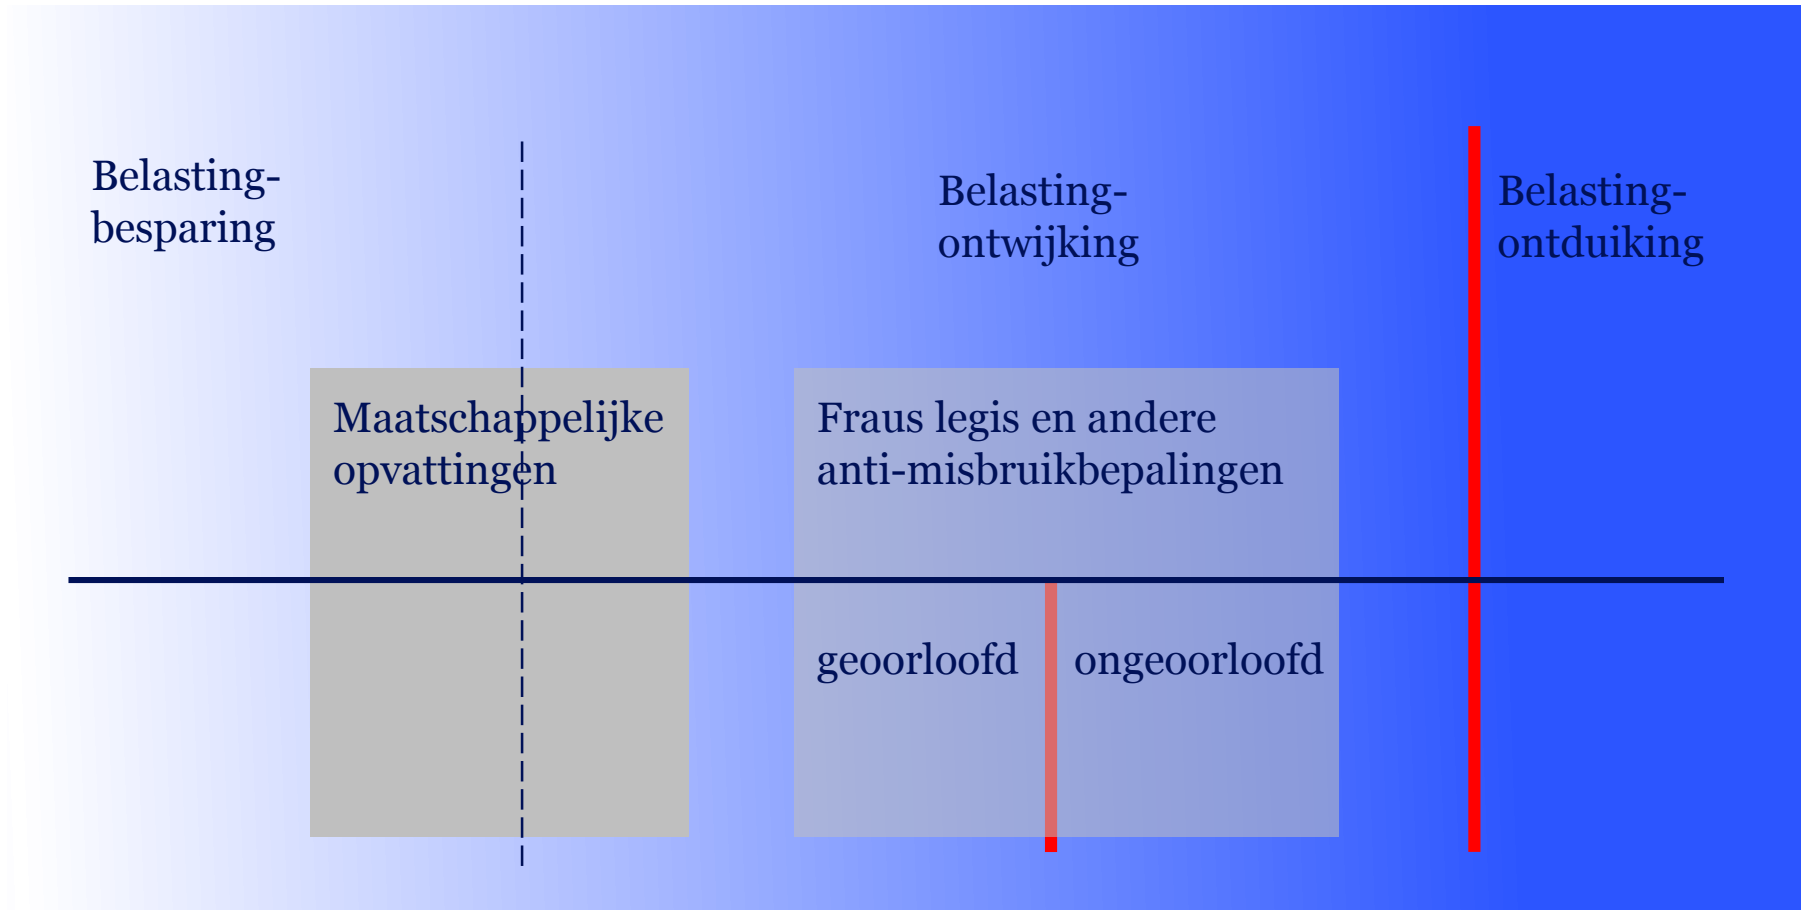 Belasting-
besparing
Belasting-
ontwijking
Belasting-
ontduiking
Maatschappelijke
opvattingen
Fraus legis en andere
anti-misbruikbepalingen
geoorloofd
ongeoorloofd